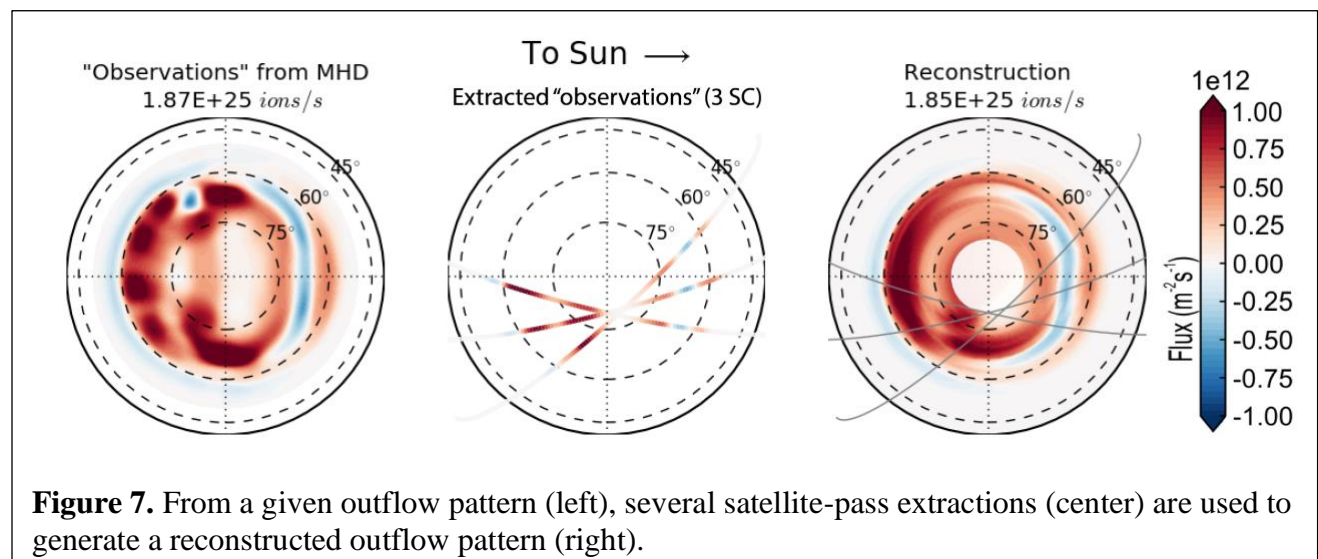 To Sun →
"Observations" from MHD
1.87E+25 ions/s
Extracted "observations" (3 SC)
Reconstruction
1.85E+25 ions/s
45°
60°
75°
45°
60°
75°
45°
60°
75°
1e12
1.00
0.75
0.50
0.25
0.00
-0.25
-0.50
-0.75
-1.00
Flux (m⁻²s⁻¹)
Figure 7. From a given outflow pattern (left), several satellite-pass extractions (center) are used to
generate a reconstructed outflow pattern (right).